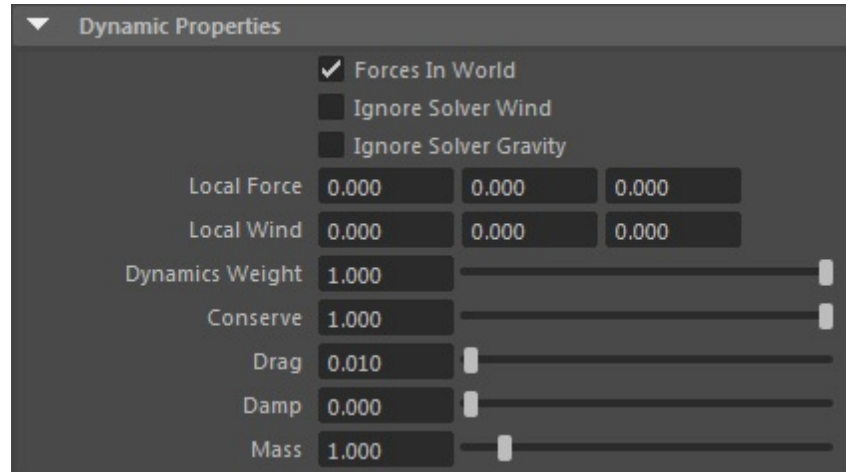 Dynamic Properties
Forces In World
Ignore Solver Wind
Ignore Solver Gravity
Local Force 0.000 0.000 0.000
Local Wind 0.000 0.000 0.000
Dynamics Weight 1.000
Conserve 1.000
Drag 0.010
Damp 0.000
Mass 1.000